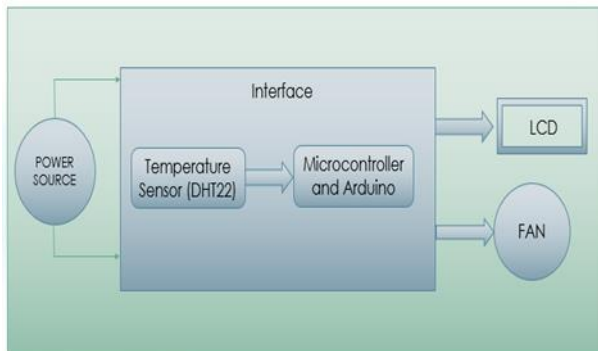 Interface
POWER
SOURCE
Temperature
Sensor (DHT22)
Microcontroller
and Arduino
LCD
FAN